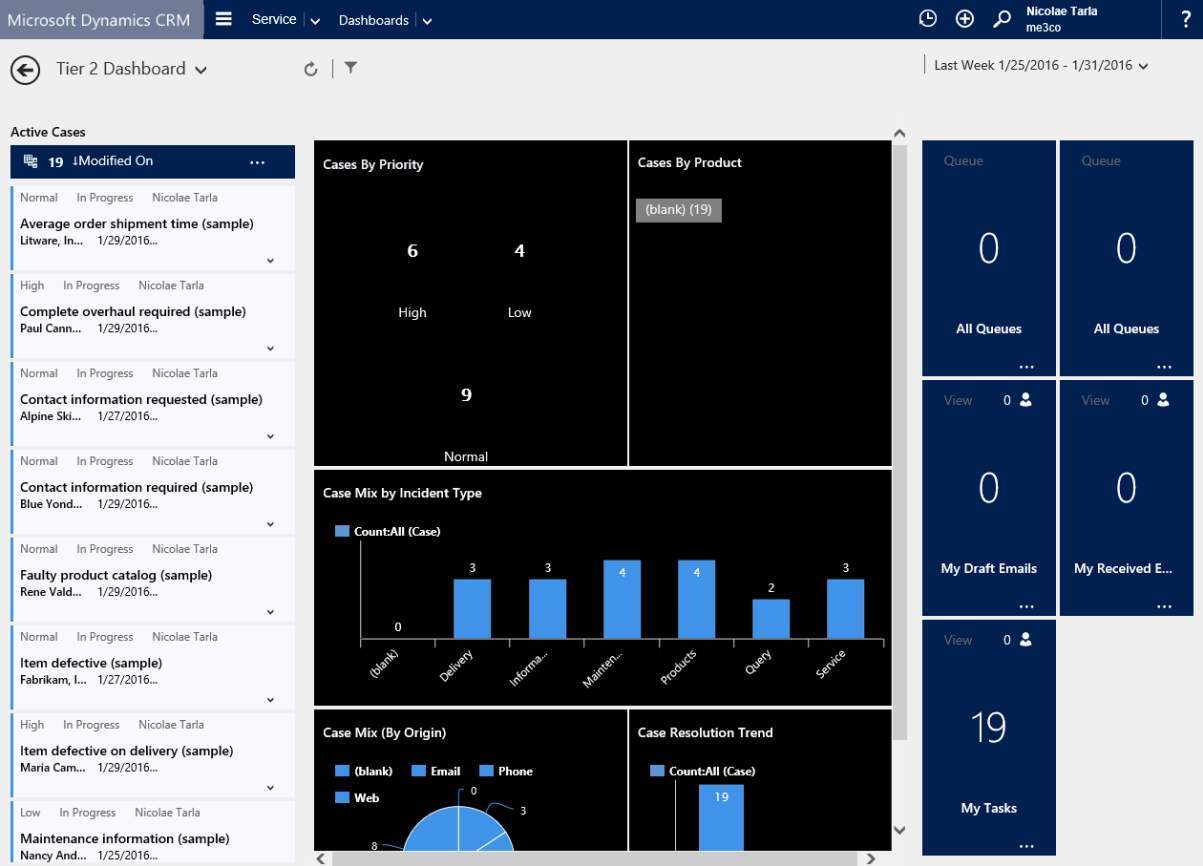 Microsoft Dynamics CRM
Service
Dashboards
Nicolae Tarla
me3co
?
Tier 2 Dashboard
Last Week 1/25/2016 - 1/31/2016
Active Cases
19 ↓Modified On ...
Normal In Progress Nicolae Tarla
Average order shipment time (sample)
Litware, In... 1/29/2016...
High In Progress Nicolae Tarla
Complete overhaul required (sample)
Paul Cann... 1/29/2016...
Normal In Progress Nicolae Tarla
Contact information requested (sample)
Alpine Ski... 1/27/2016...
Normal In Progress Nicolae Tarla
Contact information required (sample)
Blue Yond... 1/29/2016...
Normal In Progress Nicolae Tarla
Faulty product catalog (sample)
Rene Vald... 1/29/2016...
Normal In Progress Nicolae Tarla
Item defective (sample)
Fabrikam, I... 1/27/2016...
High In Progress Nicolae Tarla
Item defective on delivery (sample)
Maria Cam... 1/29/2016...
Low In Progress Nicolae Tarla
Maintenance information (sample)
Nancy And... 1/25/2016...
Cases By Priority
6 4
High Low
9
Normal
Cases By Product
(blank) (19)
Case Mix by Incident Type
Count:All (Case)
0 3 3 4 4 2 3
(blank) Delivery Informa... Mainten... Products Query Service
Case Mix (By Origin)
(blank) Email Phone
Web
0
3
8
Case Resolution Trend
Count:All (Case)
19
Queue
0
All Queues
...
Queue
0
All Queues
...
View 0
0
My Draft Emails
...
View 0
0
My Received E...
...
View 0
19
My Tasks
...